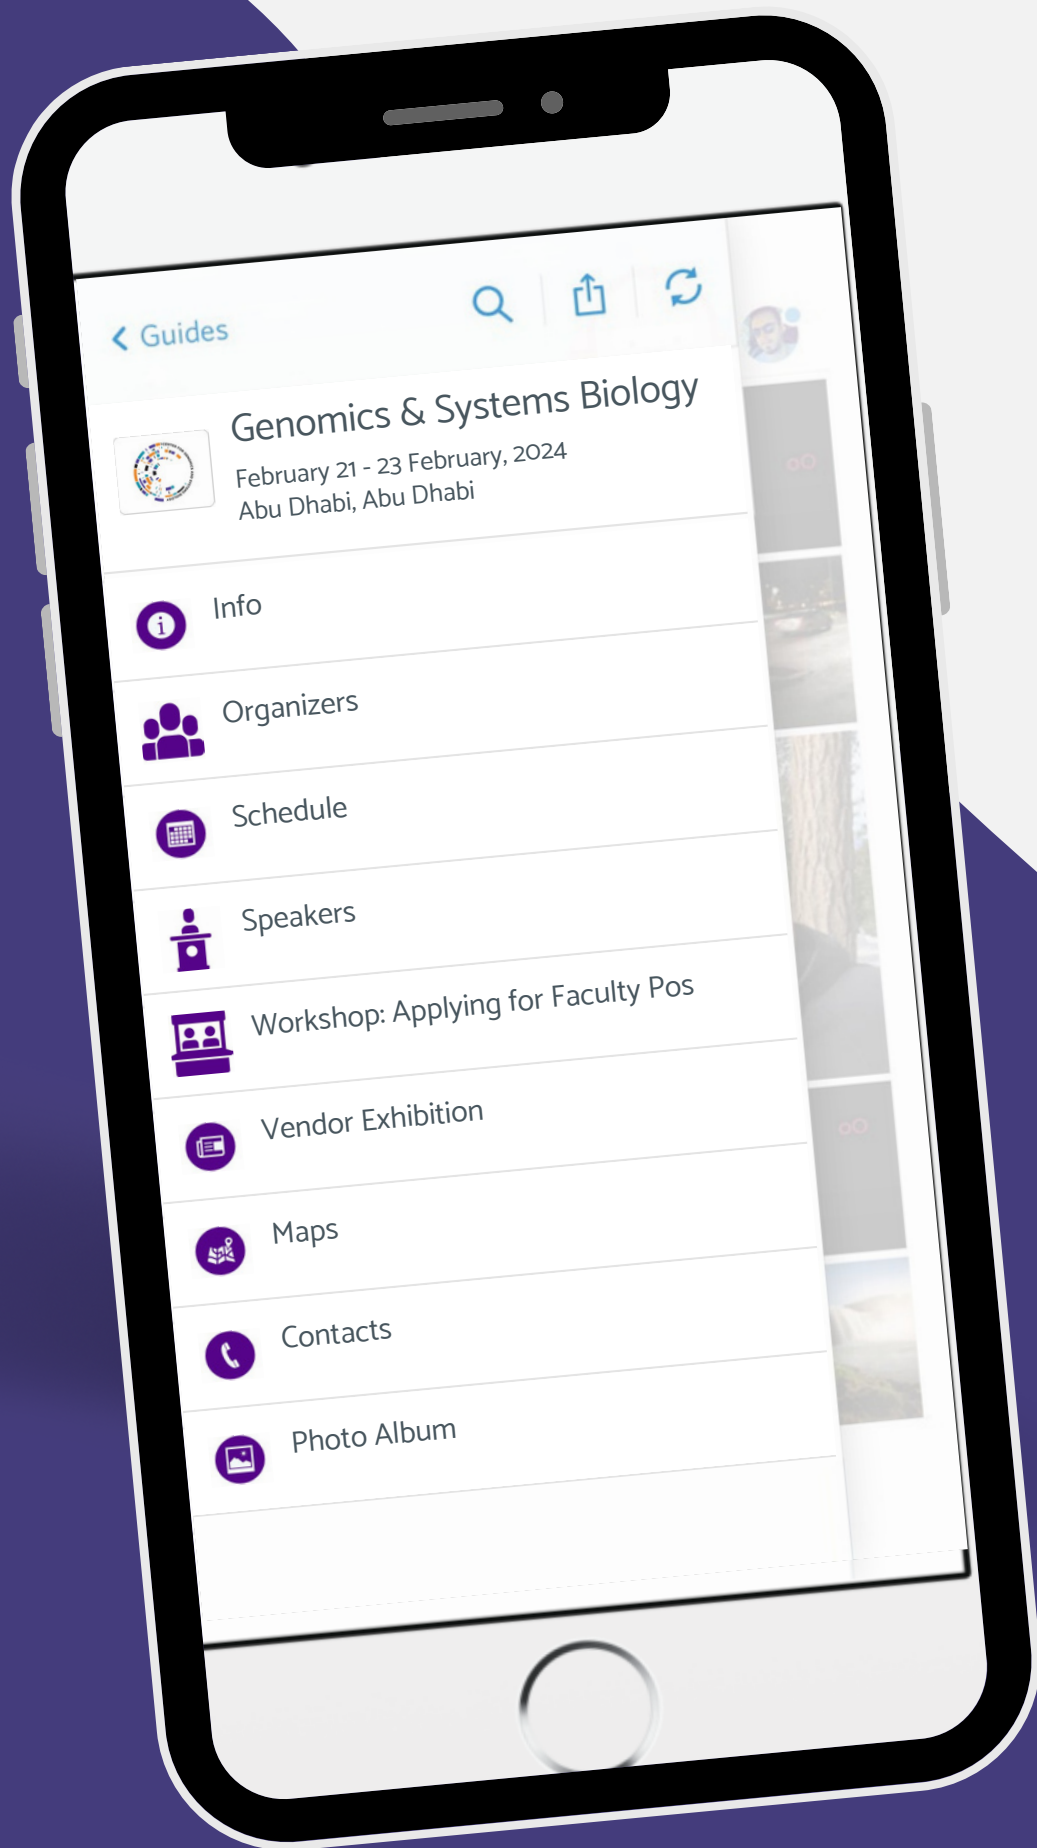 Guides
Genomics & Systems Biology
February 21 - 23 February, 2024
Abu Dhabi, Abu Dhabi
Info
Organizers
Schedule
Speakers
Workshop: Applying for Faculty Pos
Vendor Exhibition
Maps
Contacts
Photo Album